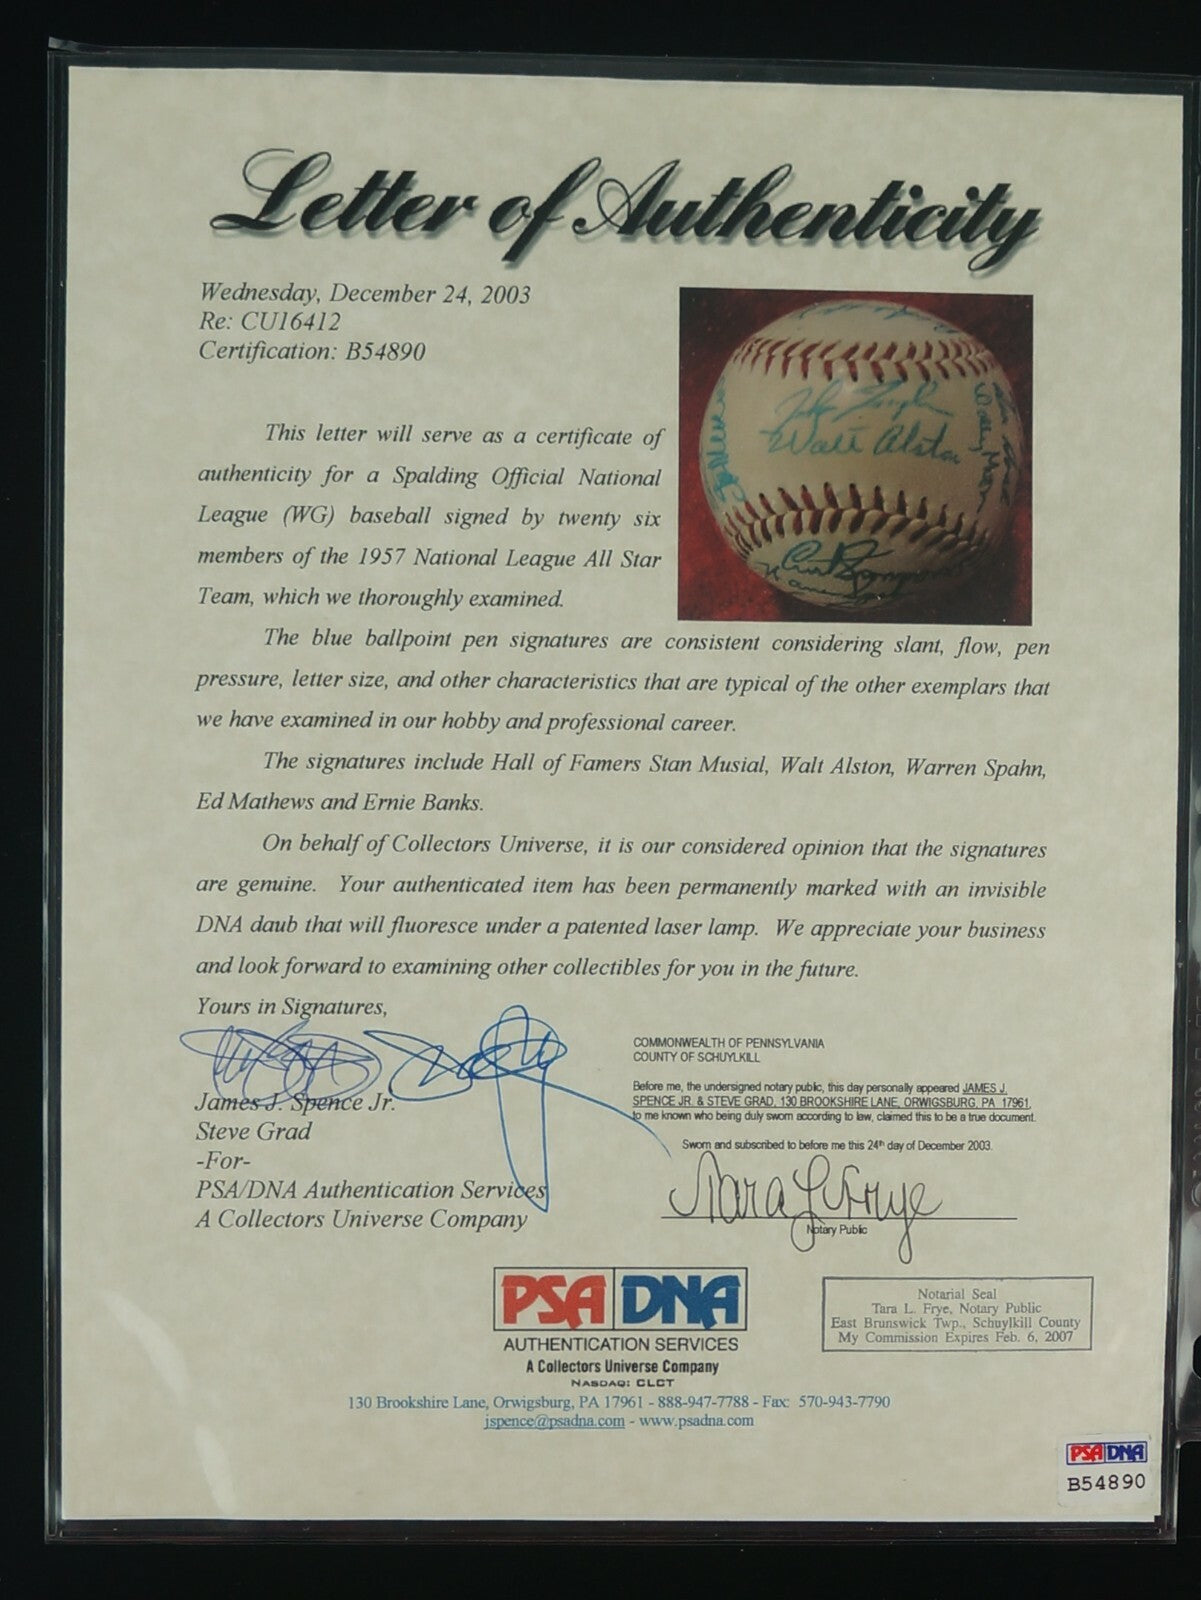 Letter of Authenticity
Wednesday, December 24, 2003
Re: CU16412
Certification: B54890
This letter will serve as a certificate of
authenticity for a Spalding Official National
League (WG) baseball signed by twenty six
members of the 1957 National League All Star
Team, which we thoroughly examined.
Walt Alston
The blue ballpoint pen signatures are consistent considering slant, flow, pen
pressure, letter size, and other characteristics that are typical of the other exemplars that
we have examined in our hobby and professional career.
The signatures include Hall of Famers Stan Musial, Walt Alston, Warren Spahn,
Ed Mathews and Ernie Banks.
On behalf of Collectors Universe, it is our considered opinion that the signatures
are genuine. Your authenticated item has been permanently marked with an invisible
DNA daub that will fluoresce under a patented laser lamp. We appreciate your business
and look forward to examining other collectibles for you in the future.
Yours in Signatures,
James J. Spence Jr.
Steve Grad
-For-
PSA/DNA Authentication Services
A Collectors Universe Company
COMMONWEALTH OF PENNSYLVANIA
COUNTY OF SCHUYLKILL
Before me, the undersigned notary public, this day personally appeared JAMES J.
SPENCE JR. & STEVE GRAD, 130 BROOKSHIRE LANE, ORWIGSBURG, PA 17961,
to me known who being duly sworn according to law, claimed this to be a true document.
Sworn and subscribed to before me this 24th day of December 2003.
Tara L Frye
Notary Public
PSA DNA
AUTHENTICATION SERVICES
A Collectors Universe Company
NASDAQ: CLCT
Notarial Seal
Tara L. Frye, Notary Public
East Brunswick Twp., Schuylkill County
My Commission Expires Feb. 6, 2007
130 Brookshire Lane, Orwigsburg, PA 17961 - 888-947-7788 - Fax: 570-943-7790
jspence@psadna.com - www.psadna.com
PSA DNA
B54890